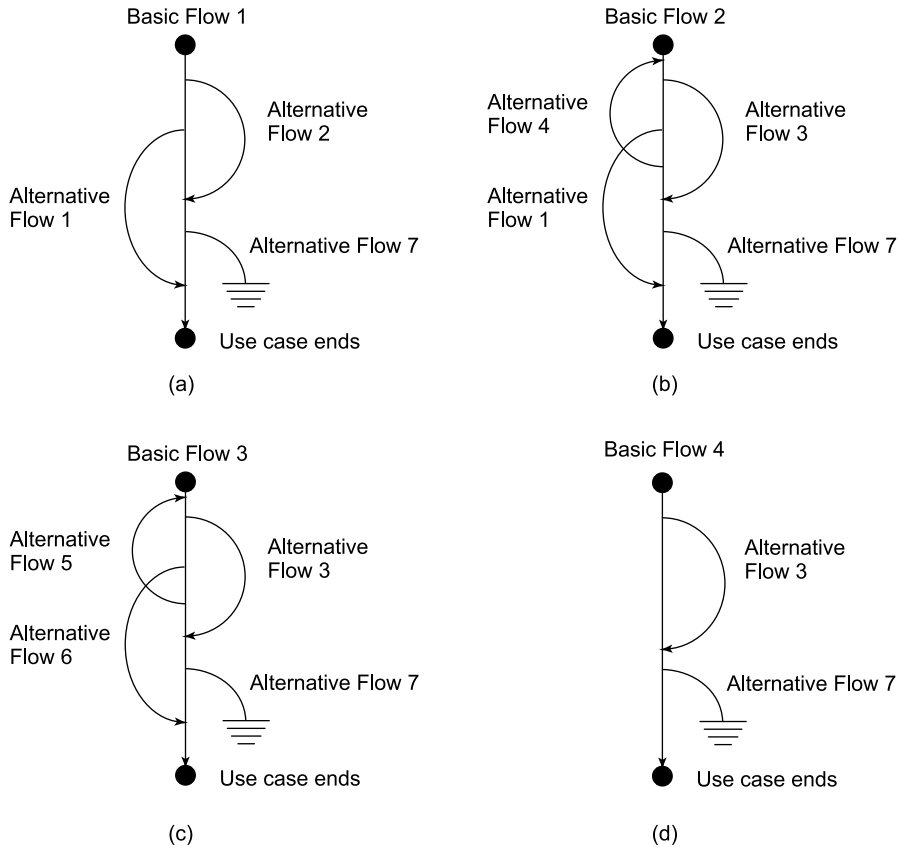 Basic Flow 1
Alternative
Flow 2
Alternative
Flow 1
Alternative Flow 7
Use case ends
(a)
Basic Flow 2
Alternative
Flow 4
Alternative
Flow 3
Alternative
Flow 1
Alternative Flow 7
Use case ends
(b)
Basic Flow 3
Alternative
Flow 5
Alternative
Flow 3
Alternative
Flow 6
Alternative Flow 7
Use case ends
(c)
Basic Flow 4
Alternative
Flow 3
Alternative Flow 7
Use case ends
(d)